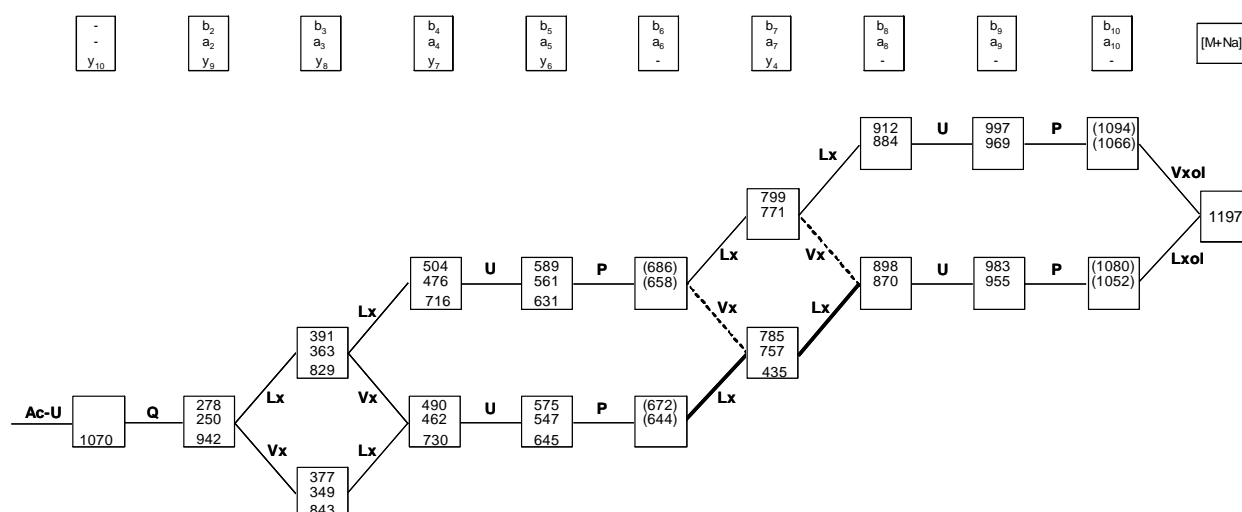 -
-
y10
b2
a2
y9
b3
a3
y8
b4
a4
y7
b5
a5
y6
b6
a6
-
b7
a7
y4
b8
a8
-
b9
a9
-
b10
a10
-
[M+Na]
912
884
U
997
969
P
(1094)
(1066)
Lx
Vxol
799
771
1197
504
476
716
U
589
561
631
P
(686)
(658)
Lx
Vx
898
870
U
983
955
P
(1080)
(1052)
Lxol
Lx
Vx
Lx
391
363
829
785
757
435
Ac-U
1070
Q
278
250
942
Lx
Vx
490
462
730
U
575
547
645
P
(672)
(644)
Lx
Vx
Lx
377
349
843